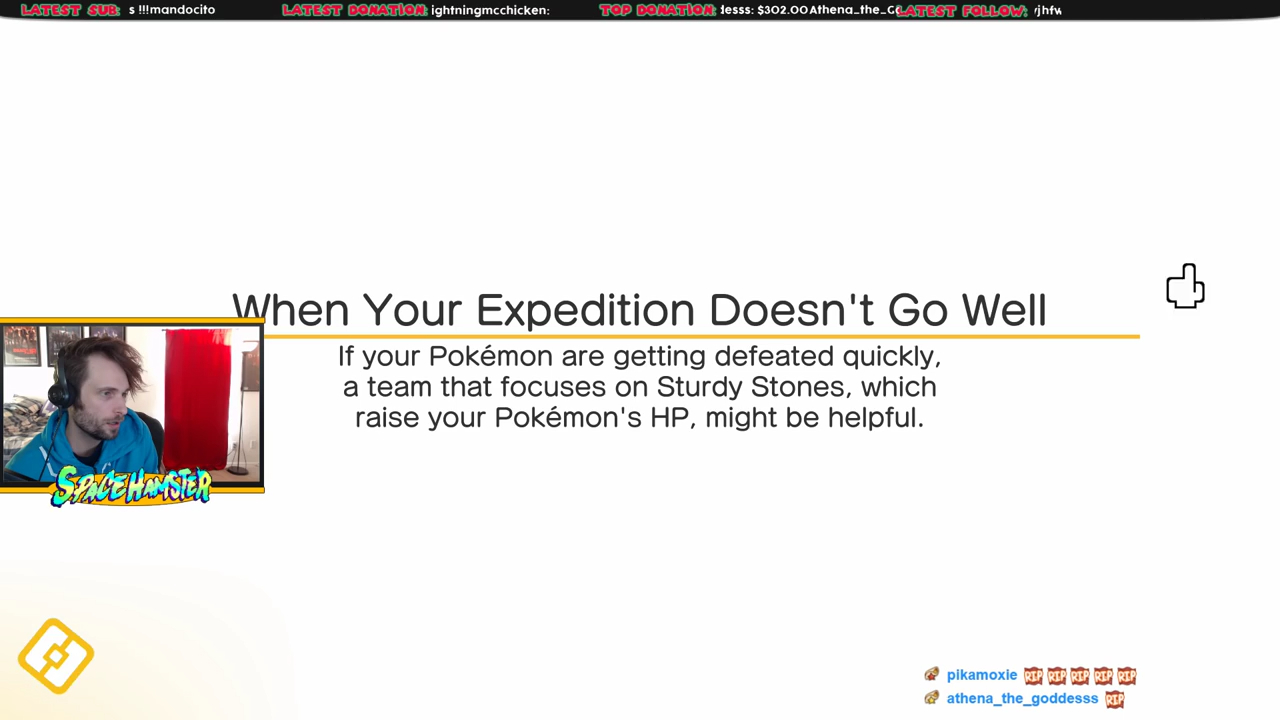 LATEST SUB: s !!!mandocito LATEST DONATION: ightningmcchicken: TOP DONATION: desss: $302.00 Athena_the_Go LATEST FOLLOW: rjhfw
When Your Expedition Doesn't Go Well
If your Pokémon are getting defeated quickly,
a team that focuses on Sturdy Stones, which
raise your Pokémon's HP, might be helpful.
SPACEHAMSTER
pikamoxie RIP RIP RIP RIP RIP
athena_the_goddesss RIP